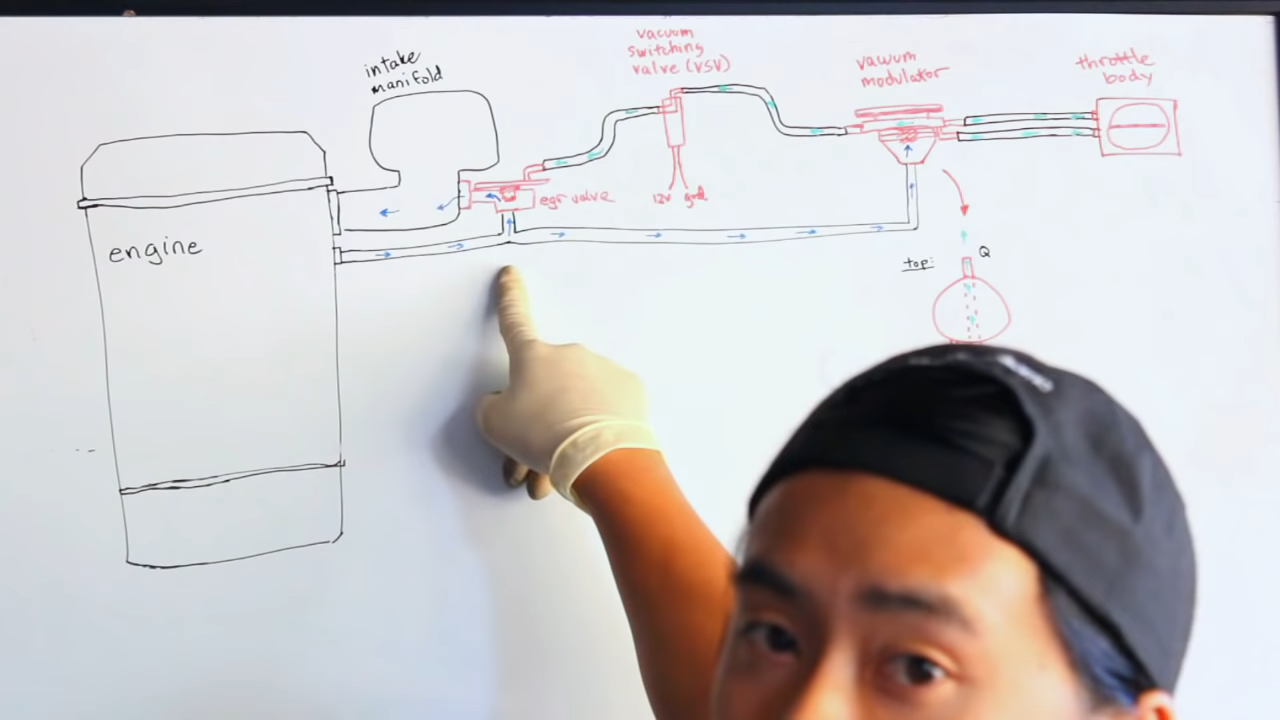 intake
manifold
vacuum
switching
valve (VSV)
vacuum
modulator
throttle
body
egr valve
12V gnd
engine
top:
Q